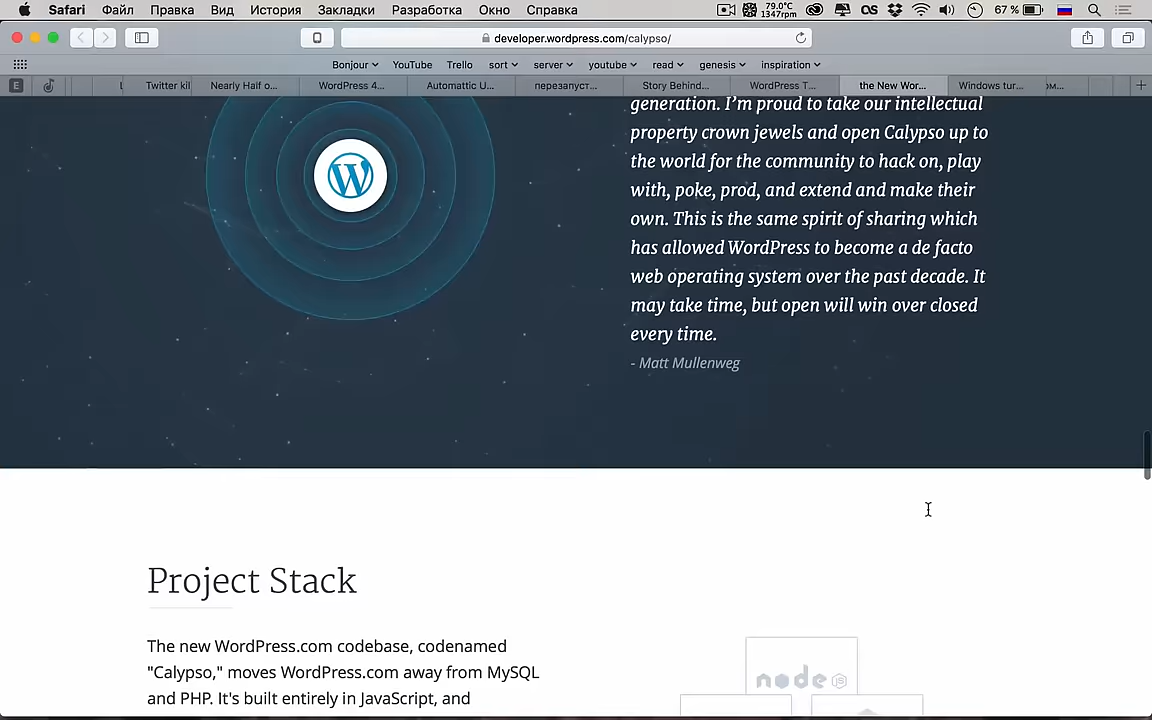 Safari Файл Правка Вид История Закладки Разработка Окно Справка 79.0°C 1347rpm 67 %
developer.wordpress.com/calypso/
Bonjour YouTube Trello sort server youtube read genesis inspiration
E Twitter kil Nearly Half o... WordPress 4... Automattic U... перезапуст... Story Behind... WordPress T... the New Wor... Windows tur...
generation. I'm proud to take our intellectual
property crown jewels and open Calypso up to
the world for the community to hack on, play
with, poke, prod, and extend and make their
own. This is the same spirit of sharing which
has allowed WordPress to become a de facto
web operating system over the past decade. It
may take time, but open will win over closed
every time.
- Matt Mullenweg
Project Stack
The new WordPress.com codebase, codenamed
"Calypso," moves WordPress.com away from MySQL
and PHP. It's built entirely in JavaScript, and
node JS